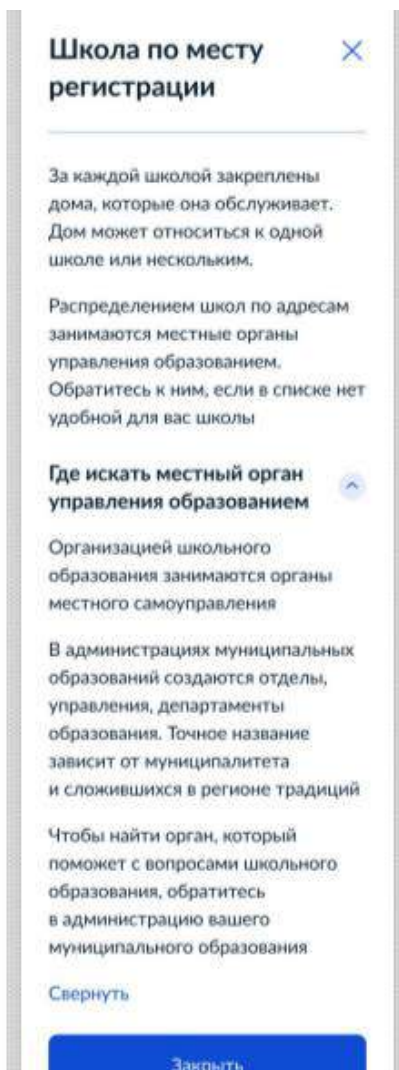 Школа по месту
регистрации
За каждой школой закреплены
дома, которые она обслуживает.
Дом может относиться к одной
школе или нескольким.
Распределением школ по адресам
занимаются местные органы
управления образованием.
Обратитесь к ним, если в списке нет
удобной для вас школы
Где искать местный орган
управления образованием
Организацией школьного
образования занимаются органы
местного самоуправления
В администрациях муниципальных
образований создаются отделы,
управления, департаменты
образования. Точное название
зависит от муниципалитета
и сложившихся в регионе традиций
Чтобы найти орган, который
поможет с вопросами школьного
образования, обратитесь
в администрацию вашего
муниципального образования
Свернуть
Закрыть